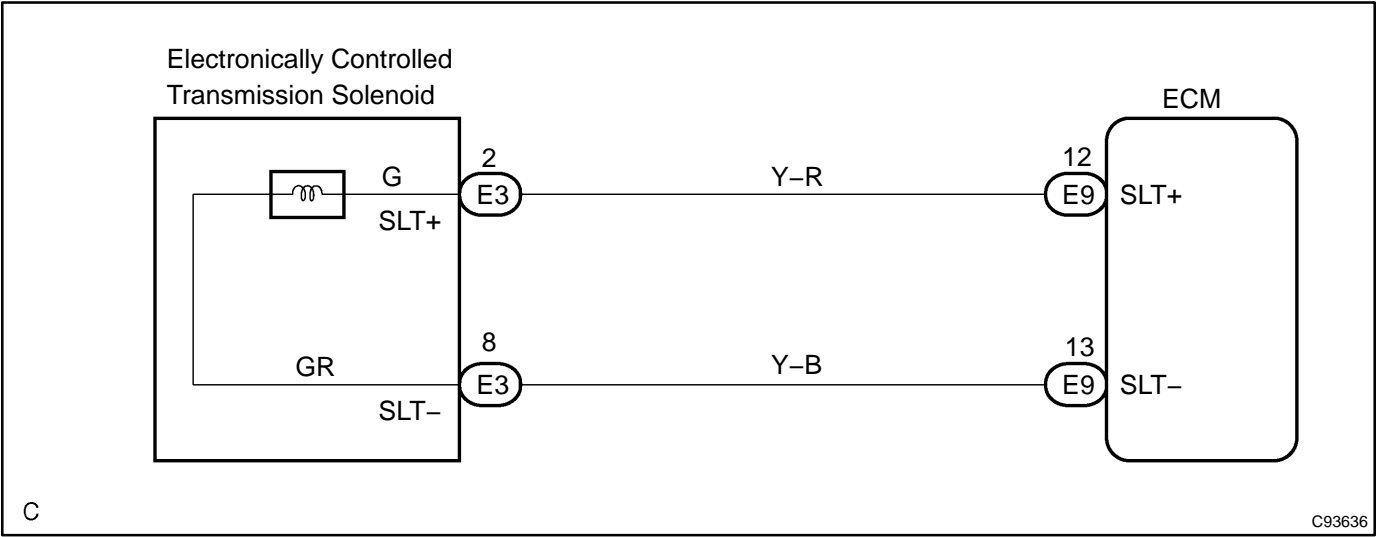 Electronically Controlled
Transmission Solenoid
ECM
G
SLT+
2
E3
Y–R
12
E9
SLT+
GR
SLT–
8
E3
Y–B
13
E9
SLT–
C
C93636